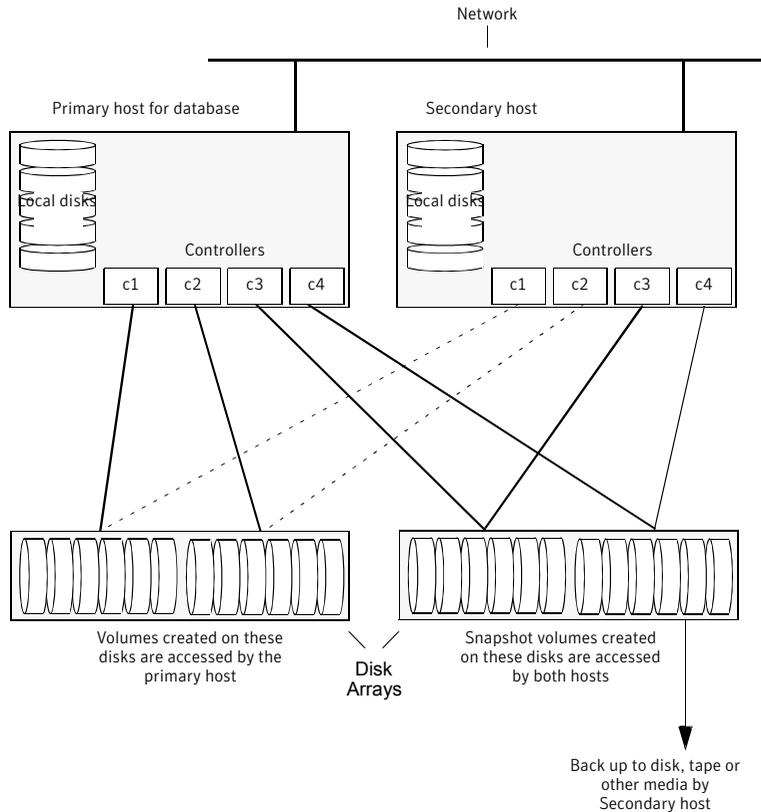 Network
Primary host for database
Secondary host
Local disks
Local disks
Controllers
Controllers
c1 c2 c3 c4
c1 c2 c3 c4
Volumes created on these
disks are accessed by the
primary host
Disk
Arrays
Snapshot volumes created
on these disks are accessed
by both hosts
Back up to disk, tape or
other media by
Secondary host